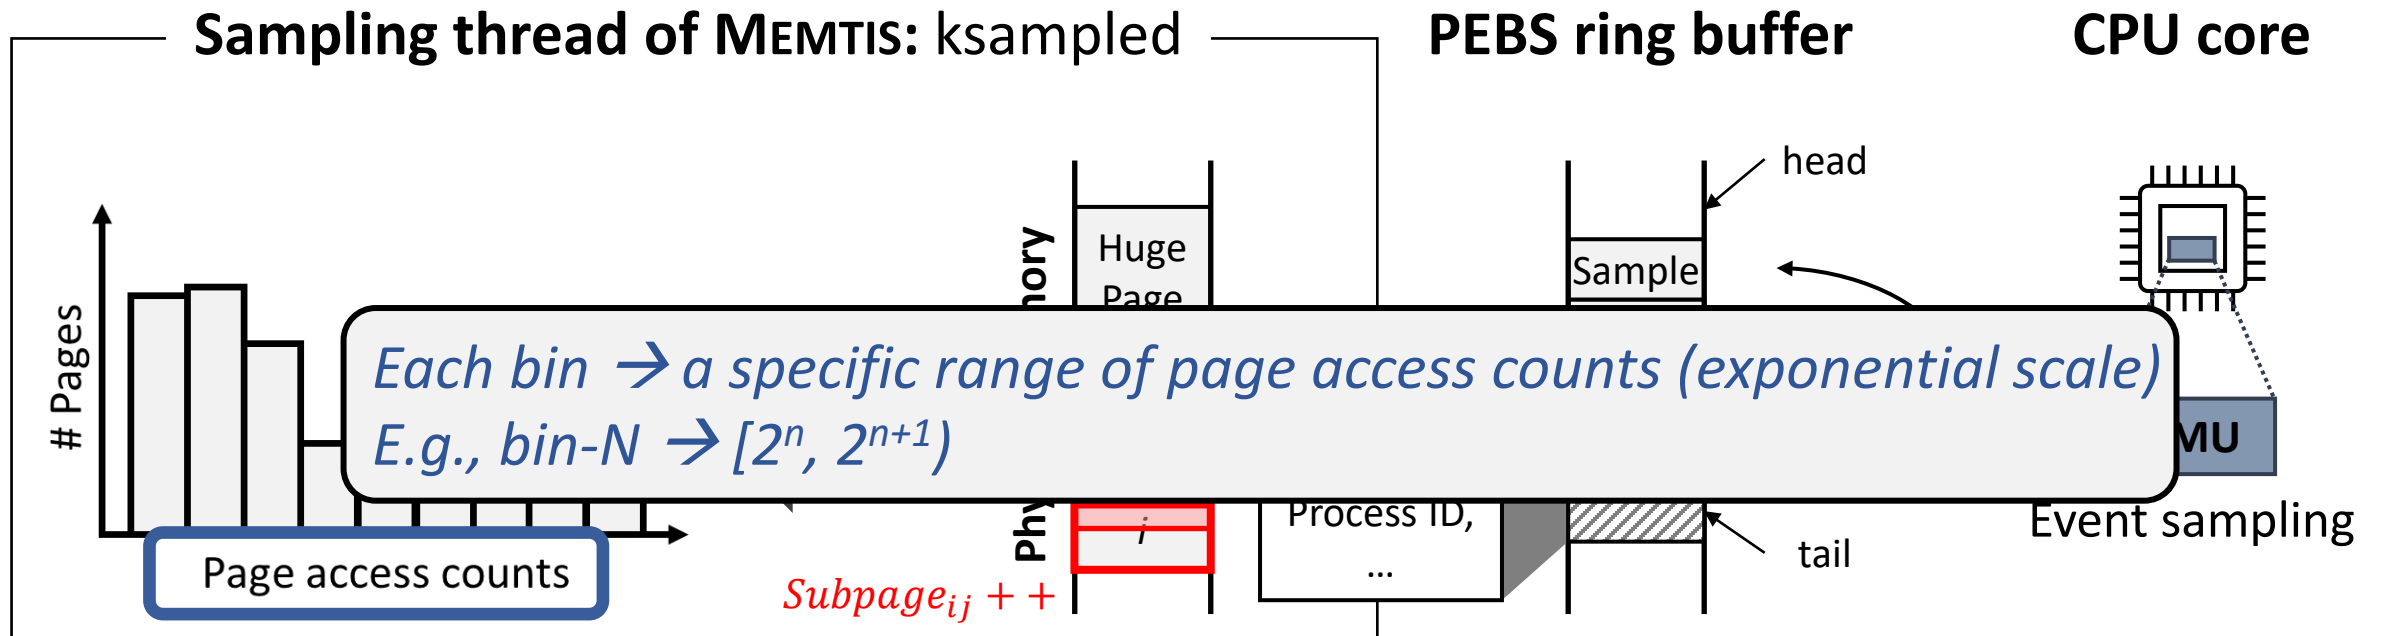 Sampling thread of MEMTIS: ksampled
PEBS ring buffer
CPU core
head
Huge
Page
Sample
# Pages
Each bin → a specific range of page access counts (exponential scale)
E.g., bin-N → [2ⁿ, 2ⁿ⁺¹)
MU
i
Process ID,
...
Event sampling
tail
Page access counts
Subpageᵢⱼ + +